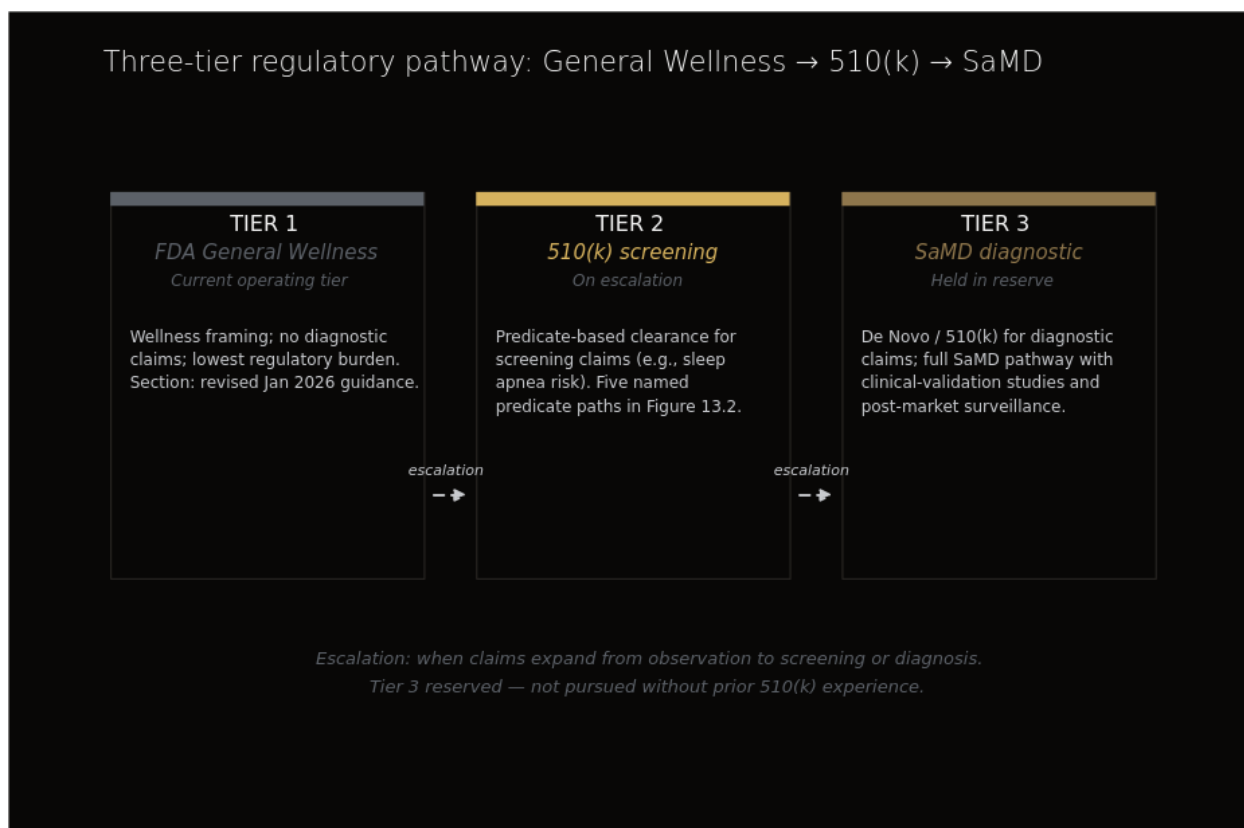 Three-tier regulatory pathway: General Wellness → 510(k) → SaMD
TIER 1
FDA General Wellness
Current operating tier
Wellness framing; no diagnostic
claims; lowest regulatory burden.
Section: revised Jan 2026 guidance.
escalation
TIER 2
510(k) screening
On escalation
Predicate-based clearance for
screening claims (e.g., sleep
apnea risk). Five named
predicate paths in Figure 13.2.
escalation
TIER 3
SaMD diagnostic
Held in reserve
De Novo / 510(k) for diagnostic
claims; full SaMD pathway with
clinical-validation studies and
post-market surveillance.
Escalation: when claims expand from observation to screening or diagnosis.
Tier 3 reserved — not pursued without prior 510(k) experience.